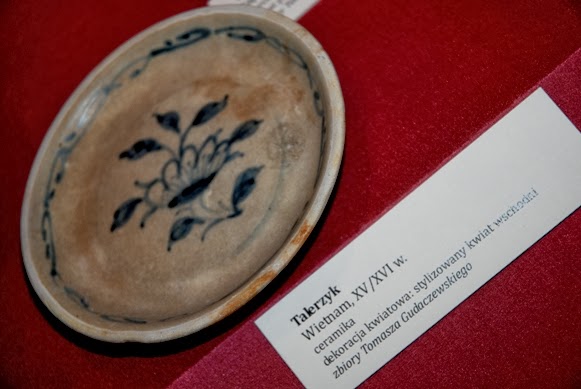 Talerzyk
Wietnam, XV/XVI w.
ceramika
dekoracja kwiatowa: stylizowany kwiat wschodni
zbiory Tomasza Gudaczewskiego